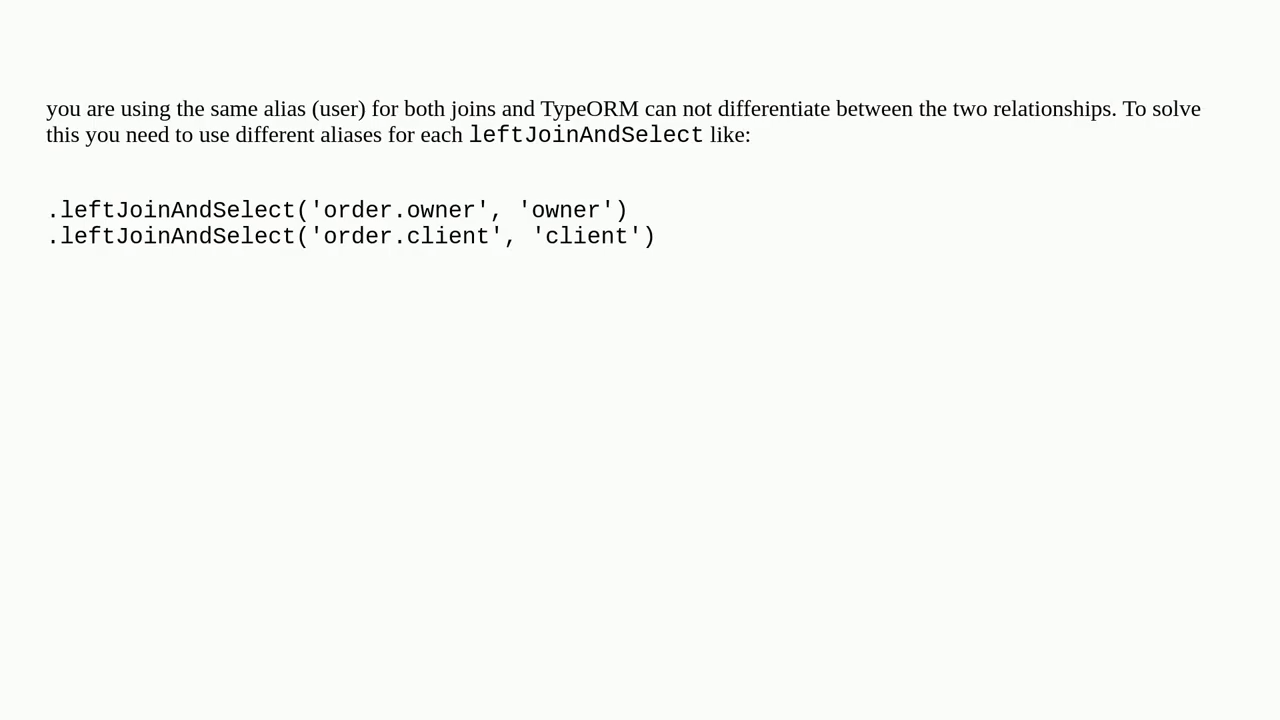 you are using the same alias (user) for both joins and TypeORM can not differentiate between the two relationships. To solve
this you need to use different aliases for each leftJoinAndSelect like:
.leftJoinAndSelect('order.owner', 'owner')
.leftJoinAndSelect('order.client', 'client')